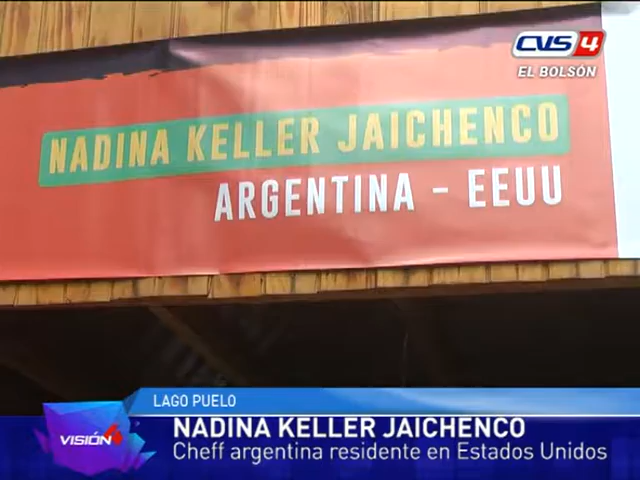 CVS 4
EL BOLSÓN
NADINA KELLER JAICHENCO
ARGENTINA - EEUU
LAGO PUELO
VISIÓN 4
NADINA KELLER JAICHENCO
Cheff argentina residente en Estados Unidos